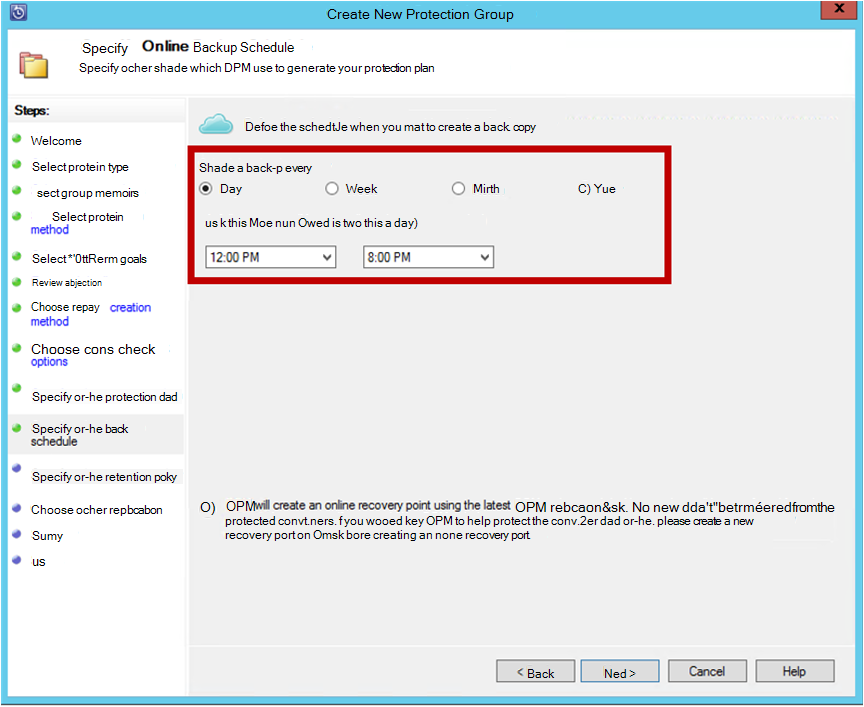 Create New Protection Group
X
Specify Online Backup Schedule
Specify ocher shade which DPM use to generate your protection plan
Steps:
Welcome
Select protein type
sect group memoirs
Select protein
method
Select *'0ttRerm goals
Review abjection
Choose repay creation
method
Choose cons check
options
Specify or-he protection dad
Specify or-he back
schedule
Specify or-he retention poky
Choose ocher repbcabon
Sumy
us
Defoe the schedtJe when you mat to create a back. copy
Shade a back-p every
Day Week Mirth C) Yue
us k this Moe nun Owed is two this a day)
12:00 PM 8:00 PM
O) OPMwill create an online recovery point using the latest OPM rebcaon&sk. No new dda't"betrméeredfromthe
protected convt.ners. f you wooed key OPM to help protect the conv.2er dad or-he. please create a new
recovery port on Omsk bore creating an none recovery port.
< Back Ned > Cancel Help